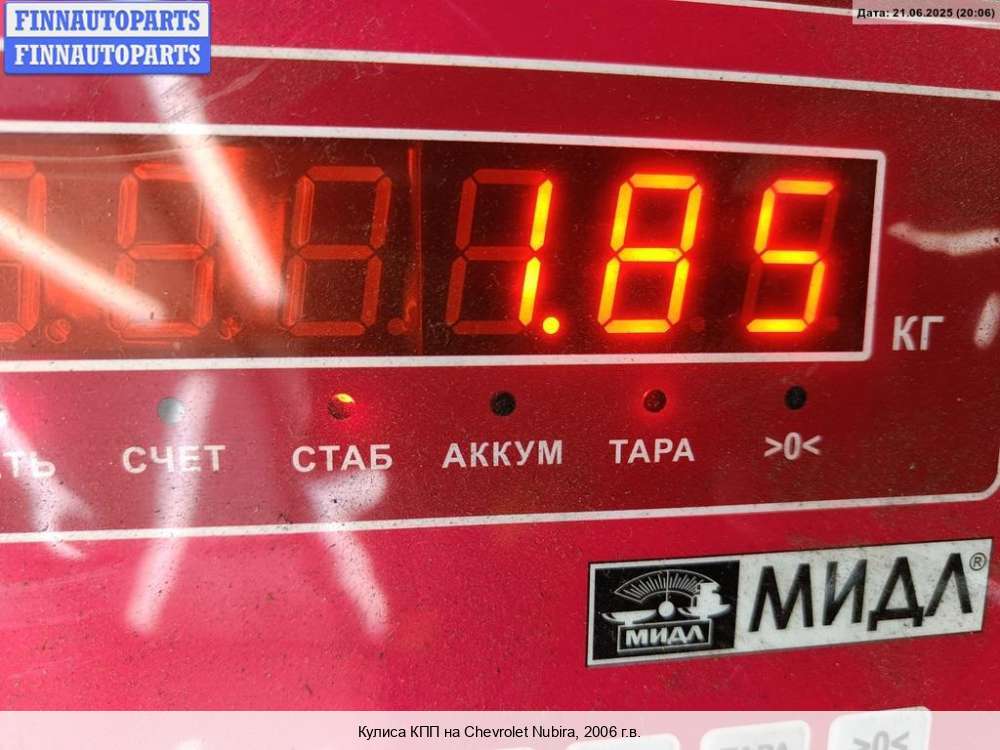 FINNAUTOPARTS
FINNAUTOPARTS
Дата: 21.06.2025 (20:06)
1.85
КГ
СЧЕТ СТАБ АККУМ ТАРА >0<
МИДЛ МИДЛ®
Кулиса КПП на Chevrolet Nubira, 2006 г.в.
>0<